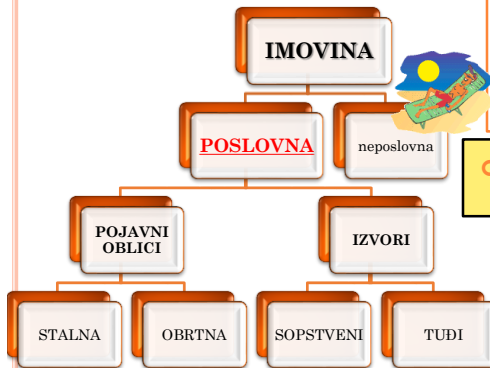 IMOVINA
POSLOVNA
neposlovna
POJAVNI
OBLICI
IZVORI
STALNA
OBRTNA
SOPSTVENI
TUĐI